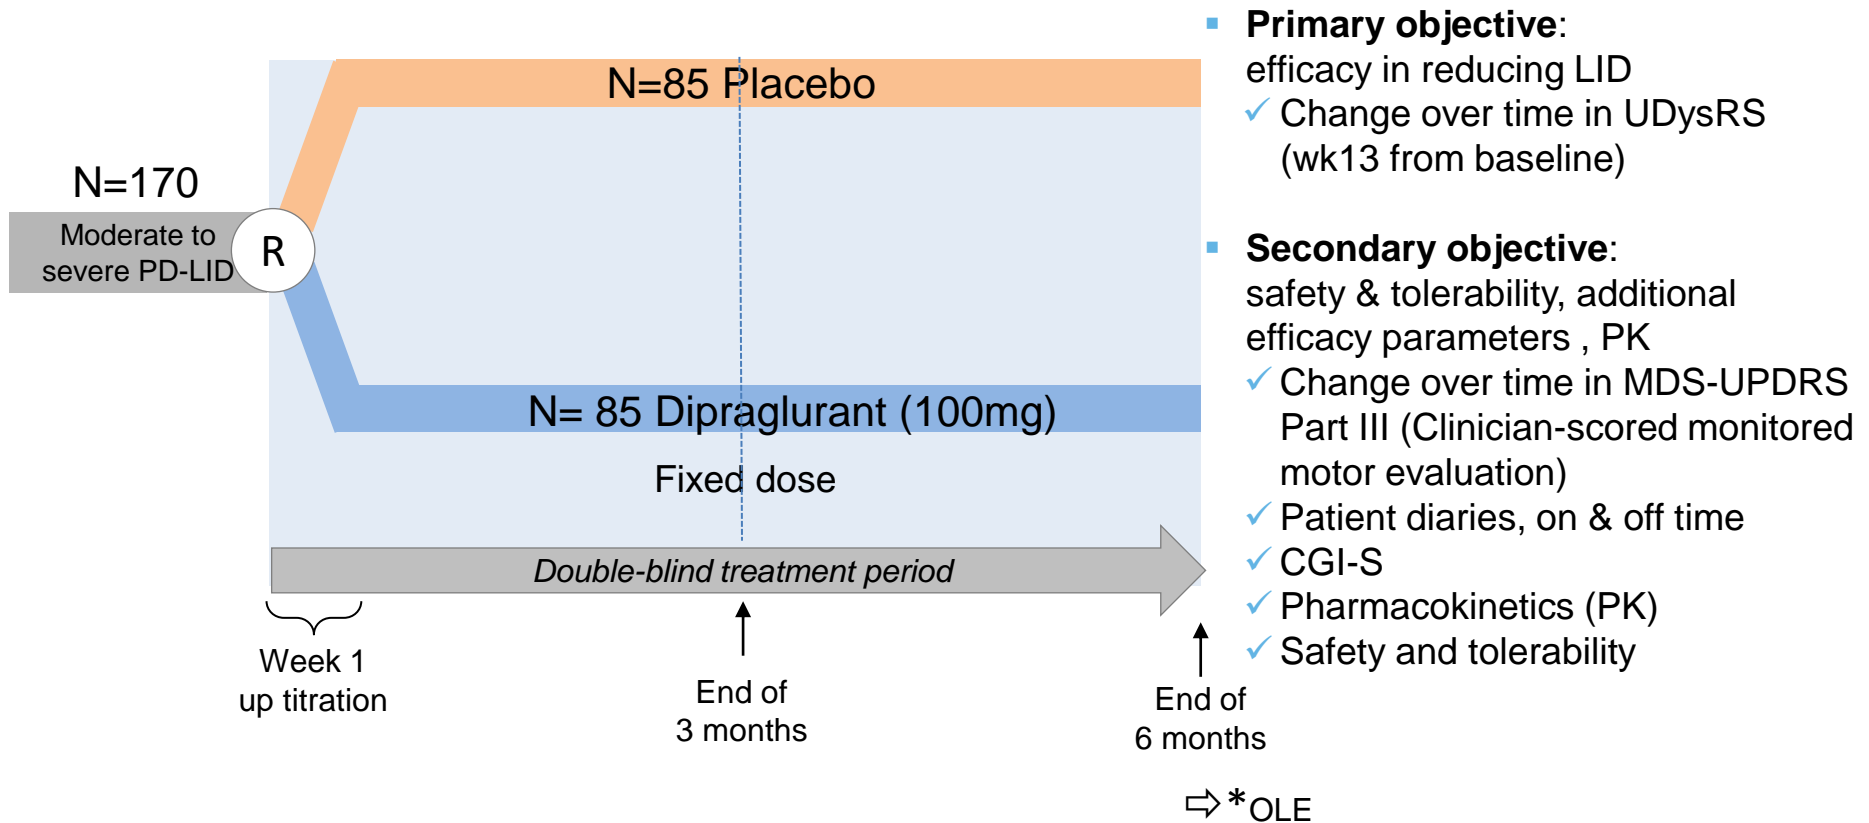 N=170
Moderate to
severe PD-LID
R
N=85 Placebo
N= 85 Dipraglurant (100mg)
Fixed dose
Double-blind treatment period
Week 1
up titration
End of
3 months
End of
6 months
⇨*OLE
▪ Primary objective:
efficacy in reducing LID
✓ Change over time in UDysRS
(wk13 from baseline)
▪ Secondary objective:
safety & tolerability, additional
efficacy parameters , PK
✓ Change over time in MDS-UPDRS
Part III (Clinician-scored monitored
motor evaluation)
✓ Patient diaries, on & off time
✓ CGI-S
✓ Pharmacokinetics (PK)
✓ Safety and tolerability